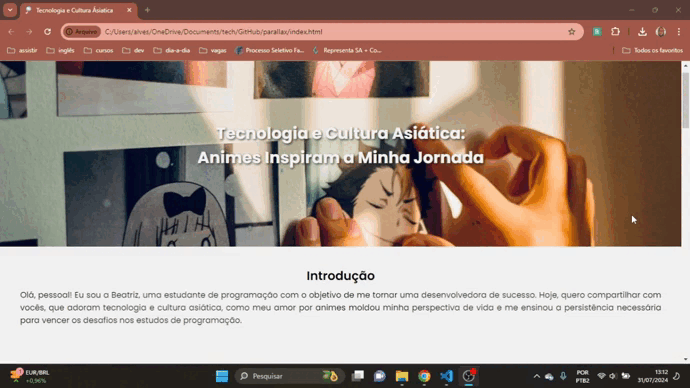 Tecnologia e Cultura Ásiatica
Arquivo
C:/Users/alves/OneDrive/Documents/tech/GitHub/parallax/index.html
assistir
inglês
cursos
dev
dia-a-dia
vagas
Processo Seletivo Fa...
Representa SA + Co...
Todos os favoritos
Tecnologia e Cultura Asiática:
Animes Inspiram a Minha Jornada
Introdução
Olá, pessoal! Eu sou a Beatriz, uma estudante de programação com o objetivo de me tornar uma desenvolvedora de sucesso. Hoje, quero compartilhar com
vocês, que adoram tecnologia e cultura asiática, como meu amor por animes moldou minha perspectiva de vida e me ensinou a persistência necessária
para vencer os desafios nos estudos de programação.
EUR/BRL
+0,96%
Pesquisar
POR
PTB2
13:12
31/07/2024